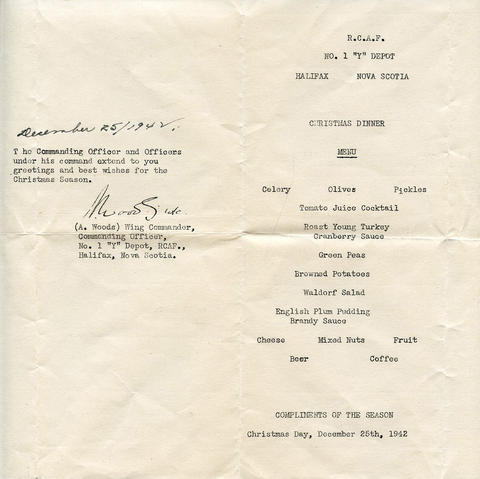 December 25/1942.
The Commanding Officer and Officers
under his command extend to you
greetings and best wishes for the
Christmas Season.
(A. Woods) Wing Commander,
Commanding Officer,
No. 1 "Y" Depot, RCAF.,
Halifax, Nova Scotia.
R.C.A.F.
NO. 1 "Y" DEPOT
HALIFAX NOVA SCOTIA
CHRISTMAS DINNER
MENU
Celery Olives Pickles
Tomato Juice Cocktail
Roast Young Turkey
Cranberry Sauce
Green Peas
Browned Potatoes
Waldorf Salad
English Plum Pudding
Brandy Sauce
Cheese Mixed Nuts Fruit
Beer Coffee
COMPLIMENTS OF THE SEASON
Christmas Day, December 25th, 1942